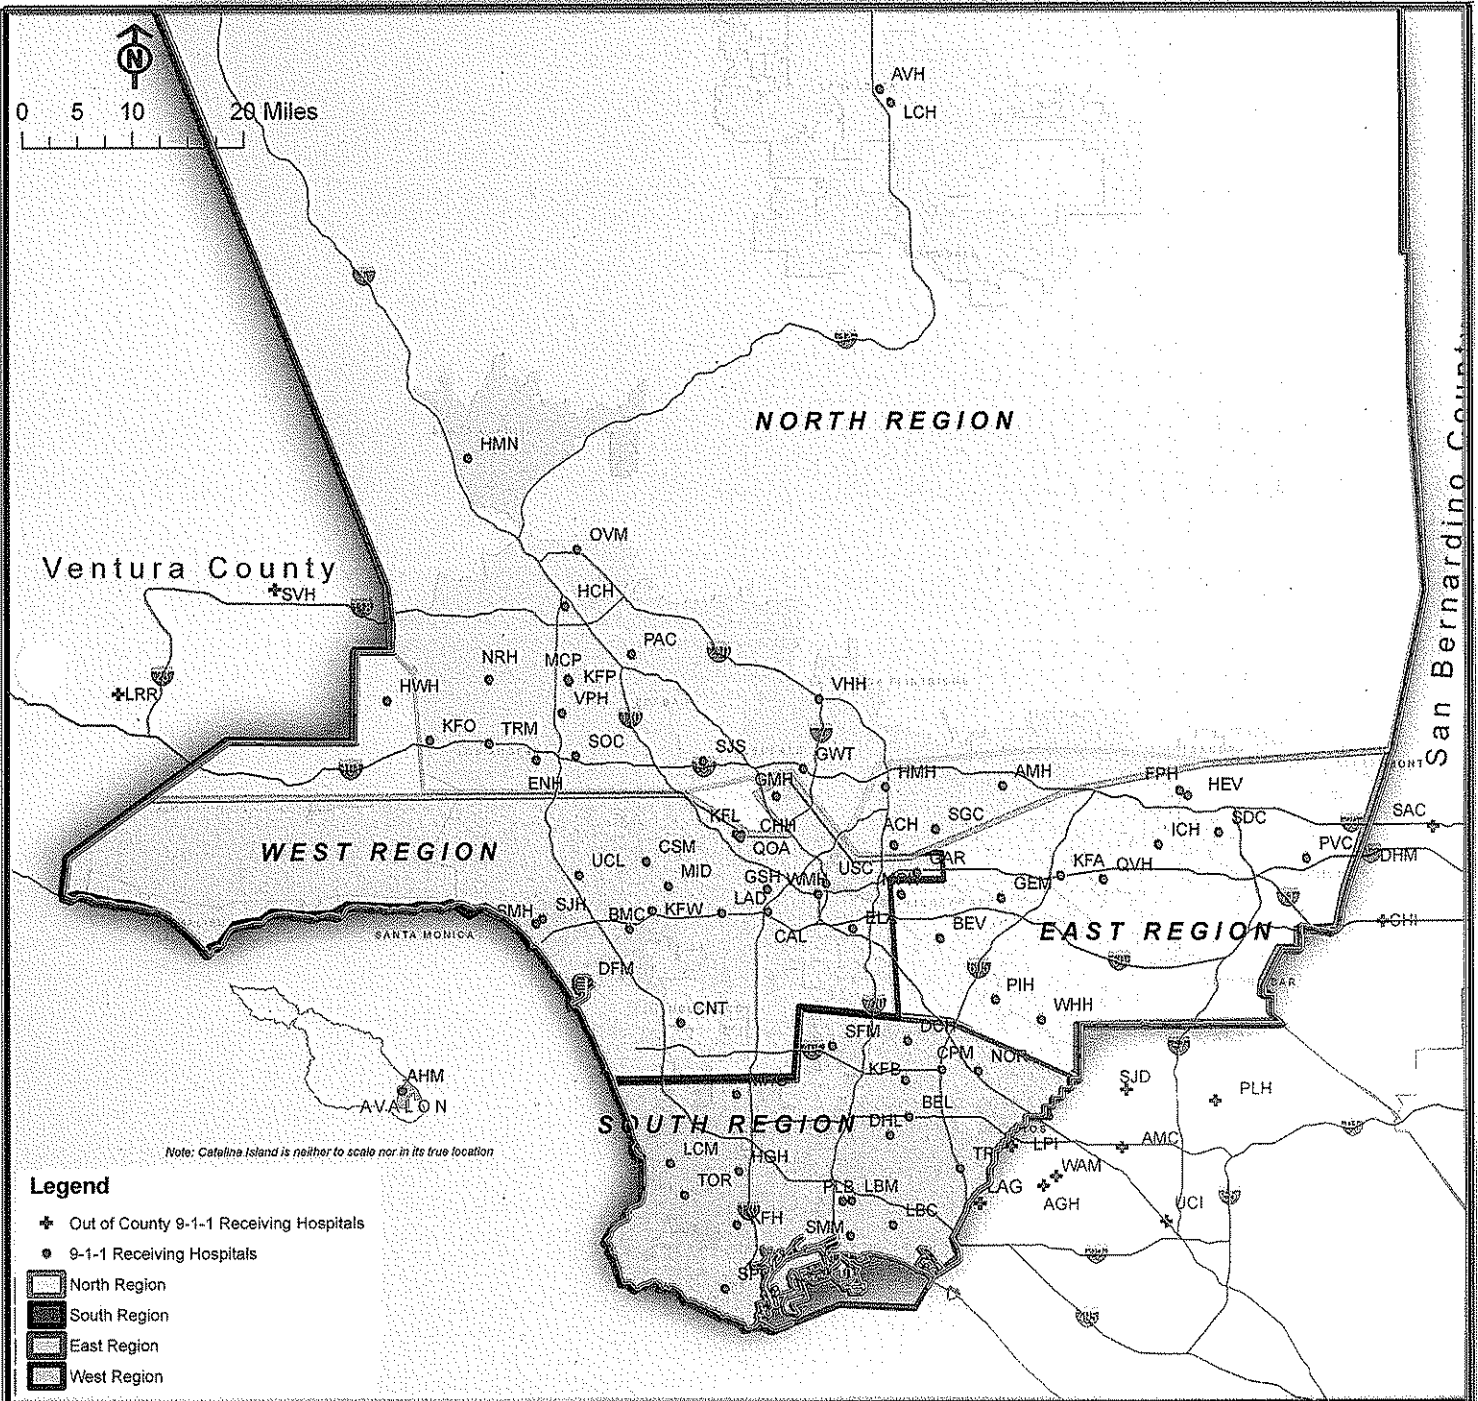 N
0 5 10 20 Miles
AVH
LCH
NORTH REGION
HMN
San Bernardino County
OVM
Ventura County
SVH
HCH
PAC
NRH
MCP
KFP
LRR
HWH
VPH
VHH
KFO
TRM
SOC
SJS
GWT
ENH
GMH
HMH
AMH
FPH
HEV
SAC
KFL
CHH
ACH
SGC
ICH
SDC
WEST REGION
CSM
QOA
PVC
DHM
UCL
MID
GSH
WMH
USC
GAR
KFA
QVH
GEM
LAD
SMH
SJH
BMC
KFW
ELA
BEV
EAST REGION
CHI
SANTA MONICA
CAL
DFM
PIH
WHH
CNT
SFM
DCH
CPM
NOR
KFB
AHM
AVALON
SJD
PLH
BEL
SOUTH REGION
DHL
Note: Catalina Island is neither to scale nor in its true location
LCM
HGH
TRI
LPI
AMC
WAM
TOR
PLB
LBM
LAG
AGH
UCI
KFH
SMM
LBC
SP
Legend
Out of County 9-1-1 Receiving Hospitals
9-1-1 Receiving Hospitals
North Region
South Region
East Region
West Region